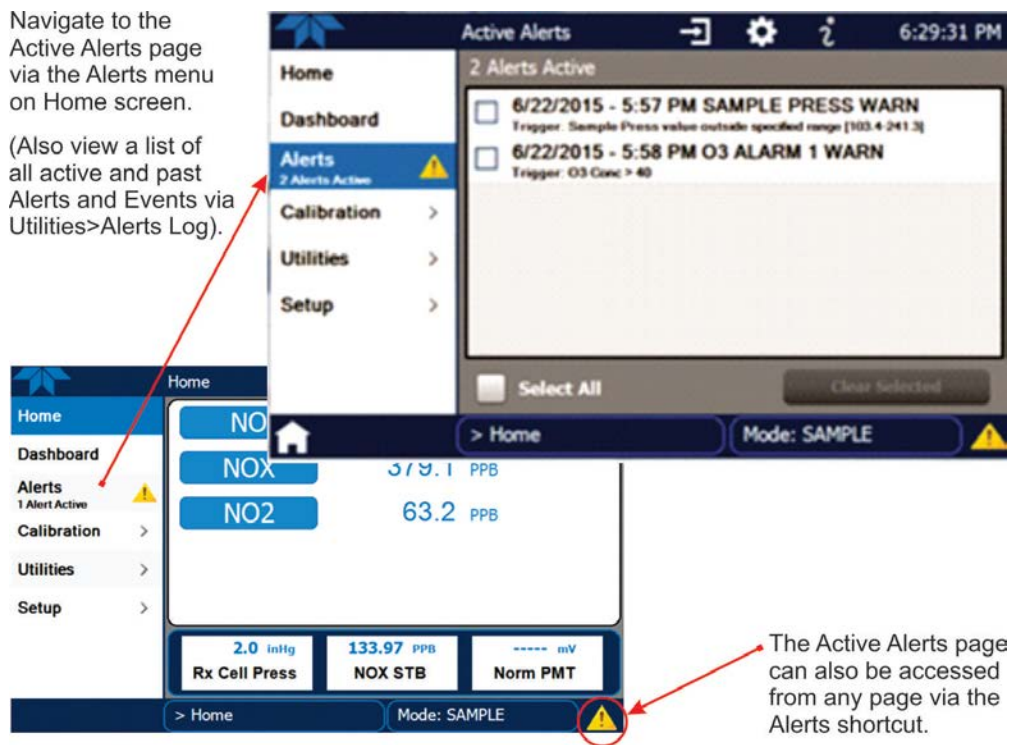 Navigate to the
Active Alerts page
via the Alerts menu
on Home screen.
(Also view a list of
all active and past
Alerts and Events via
Utilities>Alerts Log).
Active Alerts
6:29:31 PM
Home
Dashboard
Alerts
2 Alerts Active
Calibration >
Utilities >
Setup >
2 Alerts Active
6/22/2015 - 5:57 PM SAMPLE PRESS WARN
Trigger: Sample Press value outside specified range [103.4-241.3]
6/22/2015 - 5:58 PM O3 ALARM 1 WARN
Trigger: O3 Conc > 40
Select All
Clear Selected
> Home
Mode: SAMPLE
Home
Home
Dashboard
Alerts
1 Alert Active
Calibration >
Utilities >
Setup >
NO
NOX 379.1 PPB
NO2 63.2 PPB
2.0 inHg
Rx Cell Press
133.97 PPB
NOX STB
----- mV
Norm PMT
> Home
Mode: SAMPLE
The Active Alerts page
can also be accessed
from any page via the
Alerts shortcut.